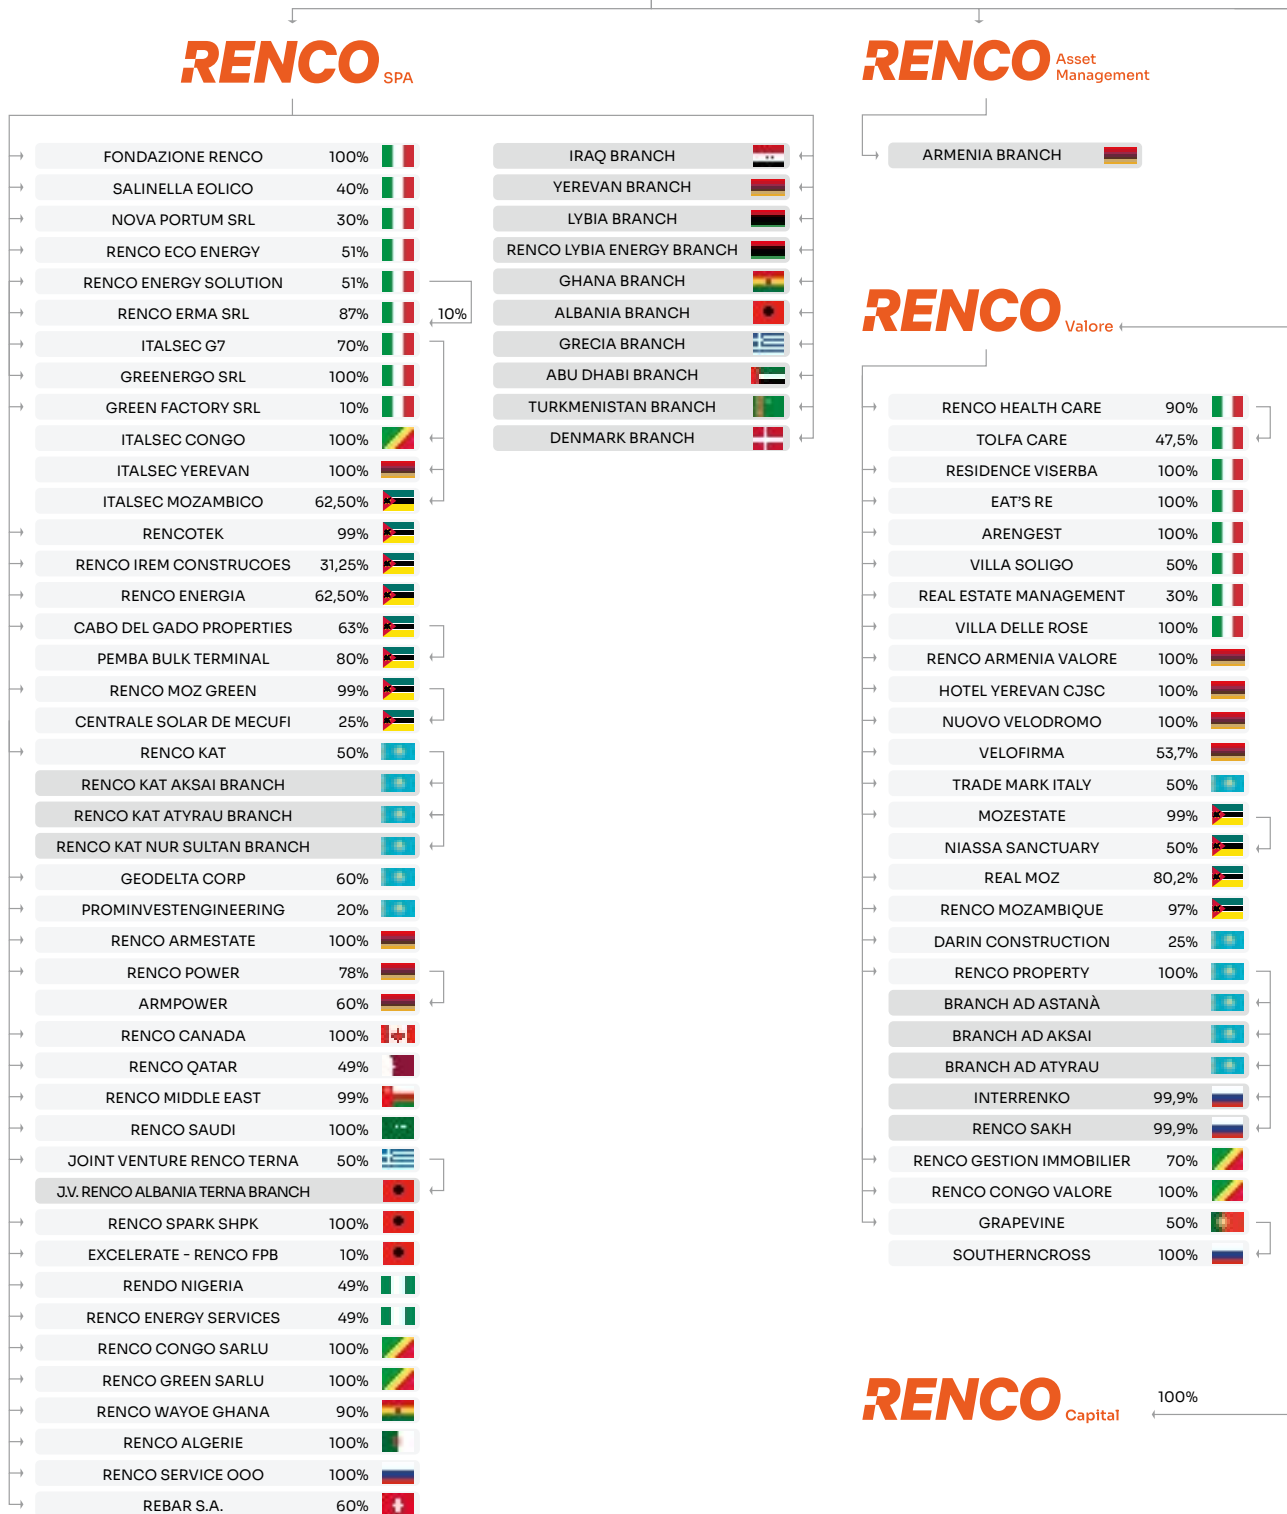 RENCO SPA
FONDAZIONE RENCO 100%
SALINELLA EOLICO 40%
NOVA PORTUM SRL 30%
RENCO ECO ENERGY 51%
RENCO ENERGY SOLUTION 51%
RENCO ERMA SRL 87%
10%
ITALSEC G7 70%
GREENERGO SRL 100%
GREEN FACTORY SRL 10%
ITALSEC CONGO 100%
ITALSEC YEREVAN 100%
ITALSEC MOZAMBICO 62,50%
RENCOTEK 99%
RENCO IREM CONSTRUCOES 31,25%
RENCO ENERGIA 62,50%
CABO DEL GADO PROPERTIES 63%
PEMBA BULK TERMINAL 80%
RENCO MOZ GREEN 99%
CENTRALE SOLAR DE MECUFI 25%
RENCO KAT 50%
RENCO KAT AKSAI BRANCH
RENCO KAT ATYRAU BRANCH
RENCO KAT NUR SULTAN BRANCH
GEODELTA CORP 60%
PROMINVESTENGINEERING 20%
RENCO ARMESTATE 100%
RENCO POWER 78%
ARMPOWER 60%
RENCO CANADA 100%
RENCO QATAR 49%
RENCO MIDDLE EAST 99%
RENCO SAUDI 100%
JOINT VENTURE RENCO TERNA 50%
J.V. RENCO ALBANIA TERNA BRANCH
RENCO SPARK SHPK 100%
EXCELERATE - RENCO FPB 10%
RENDO NIGERIA 49%
RENCO ENERGY SERVICES 49%
RENCO CONGO SARLU 100%
RENCO GREEN SARLU 100%
RENCO WAYOE GHANA 90%
RENCO ALGERIE 100%
RENCO SERVICE OOO 100%
REBAR S.A. 60%
IRAQ BRANCH
YEREVAN BRANCH
LYBIA BRANCH
RENCO LYBIA ENERGY BRANCH
GHANA BRANCH
ALBANIA BRANCH
GRECIA BRANCH
ABU DHABI BRANCH
TURKMENISTAN BRANCH
DENMARK BRANCH
RENCO Asset
Management
ARMENIA BRANCH
RENCO Valore
RENCO HEALTH CARE 90%
TOLFA CARE 47,5%
RESIDENCE VISERBA 100%
EAT'S RE 100%
ARENGEST 100%
VILLA SOLIGO 50%
REAL ESTATE MANAGEMENT 30%
VILLA DELLE ROSE 100%
RENCO ARMENIA VALORE 100%
HOTEL YEREVAN CJSC 100%
NUOVO VELODROMO 100%
VELOFIRMA 53,7%
TRADE MARK ITALY 50%
MOZESTATE 99%
NIASSA SANCTUARY 50%
REAL MOZ 80,2%
RENCO MOZAMBIQUE 97%
DARIN CONSTRUCTION 25%
RENCO PROPERTY 100%
BRANCH AD ASTANÀ
BRANCH AD AKSAI
BRANCH AD ATYRAU
INTERRENKO 99,9%
RENCO SAKH 99,9%
RENCO GESTION IMMOBILIER 70%
RENCO CONGO VALORE 100%
GRAPEVINE 50%
SOUTHERNCROSS 100%
RENCO Capital
100%